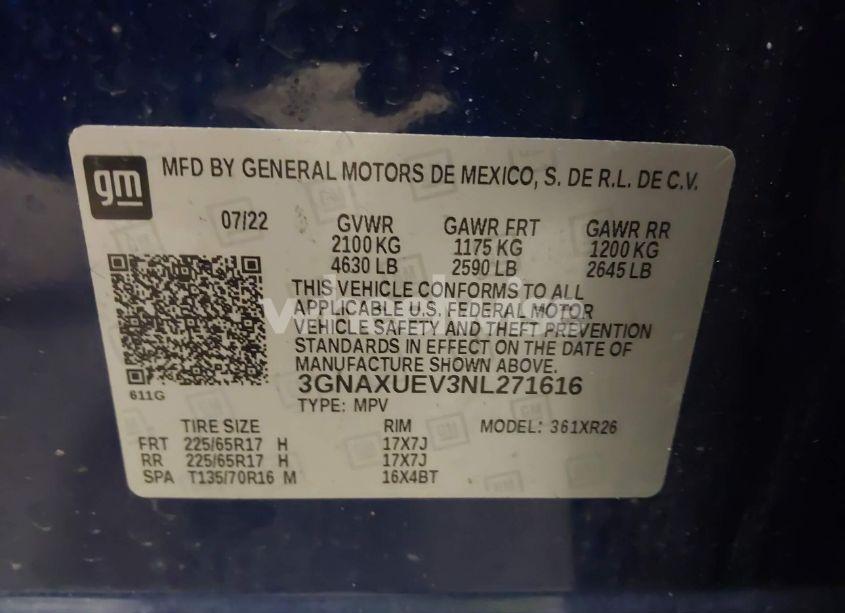 gm
MFD BY GENERAL MOTORS DE MEXICO, S. DE R.L. DE C.V.
07/22 GVWR GAWR FRT GAWR RR
2100 KG 1175 KG 1200 KG
4630 LB 2590 LB 2645 LB
THIS VEHICLE CONFORMS TO ALL
APPLICABLE U.S. FEDERAL MOTOR
VEHICLE SAFETY AND THEFT PREVENTION
STANDARDS IN EFFECT ON THE DATE OF
MANUFACTURE SHOWN ABOVE.
3GNAXUEV3NL271616
611G
TYPE: MPV
TIRE SIZE RIM MODEL: 361XR26
FRT 225/65R17 H 17X7J
RR 225/65R17 H 17X7J
SPA T135/70R16 M 16X4BT